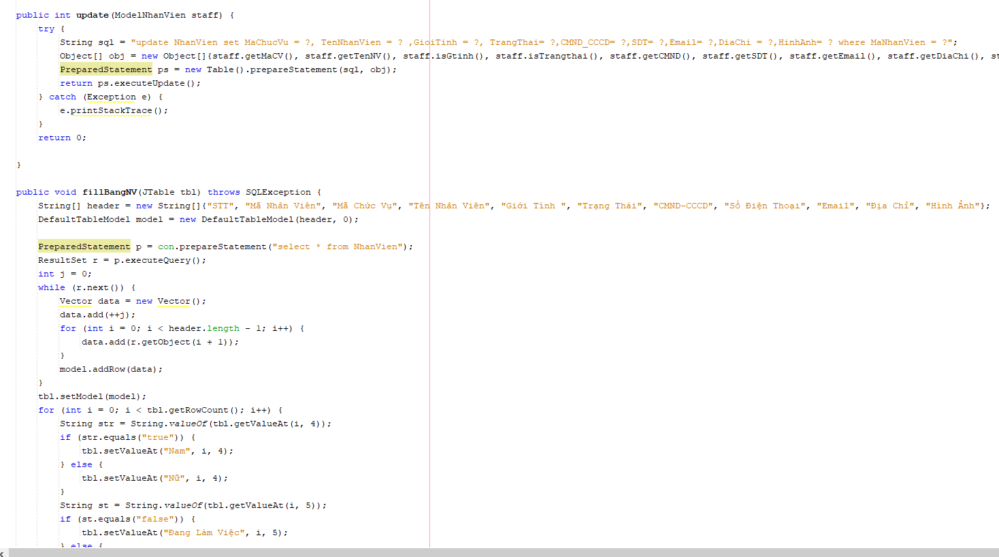 public int update(ModelNhanVien staff) {
try {
String sql = "update NhanVien set MaChucVu = ?, TenNhanVien = ? ,GioiTinh = ?, TrangThai= ?,CMND_CCCD= ?,SDT= ?,Email= ?,DiaChi = ?,HinhAnh= ? where MaNhanVien = ?";
Object[] obj = new Object[]{staff.getMaCV(), staff.getTenNV(), staff.isGtinh(), staff.isTrangthai(), staff.getCMND(), staff.getSDT(), staff.getEmail(), staff.getDiaChi(), st
PreparedStatement ps = new Table().prepareStatement(sql, obj);
return ps.executeUpdate();
} catch (Exception e) {
e.printStackTrace();
}
return 0;
}
public void fillBangNV(JTable tbl) throws SQLException {
String[] header = new String[]{"STT", "Mã Nhân Viên", "Mã Chức Vụ", "Tên Nhân Viên", "Giới Tính ", "Trạng Thái", "CMND-CCCD", "Số Điện Thoại", "Email", "Địa Chỉ", "Hình Ảnh"};
DefaultTableModel model = new DefaultTableModel(header, 0);
PreparedStatement p = con.prepareStatement("select * from NhanVien");
ResultSet r = p.executeQuery();
int j = 0;
while (r.next()) {
Vector data = new Vector();
data.add(++j);
for (int i = 0; i < header.length - 1; i++) {
data.add(r.getObject(i + 1));
}
model.addRow(data);
}
tbl.setModel(model);
for (int i = 0; i < tbl.getRowCount(); i++) {
String str = String.valueOf(tbl.getValueAt(i, 4));
if (str.equals("true")) {
tbl.setValueAt("Nam", i, 4);
} else {
tbl.setValueAt("Nữ", i, 4);
}
String st = String.valueOf(tbl.getValueAt(i, 5));
if (st.equals("false")) {
tbl.setValueAt("Đang Làm Việc", i, 5);
} else {